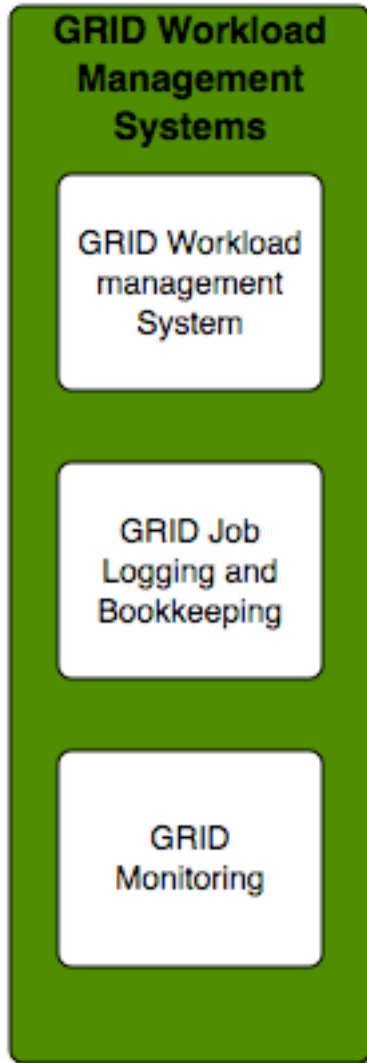 GRID Workload
Management
Systems
GRID Workload
management
System
GRID Job
Logging and
Bookkeeping
GRID
Monitoring